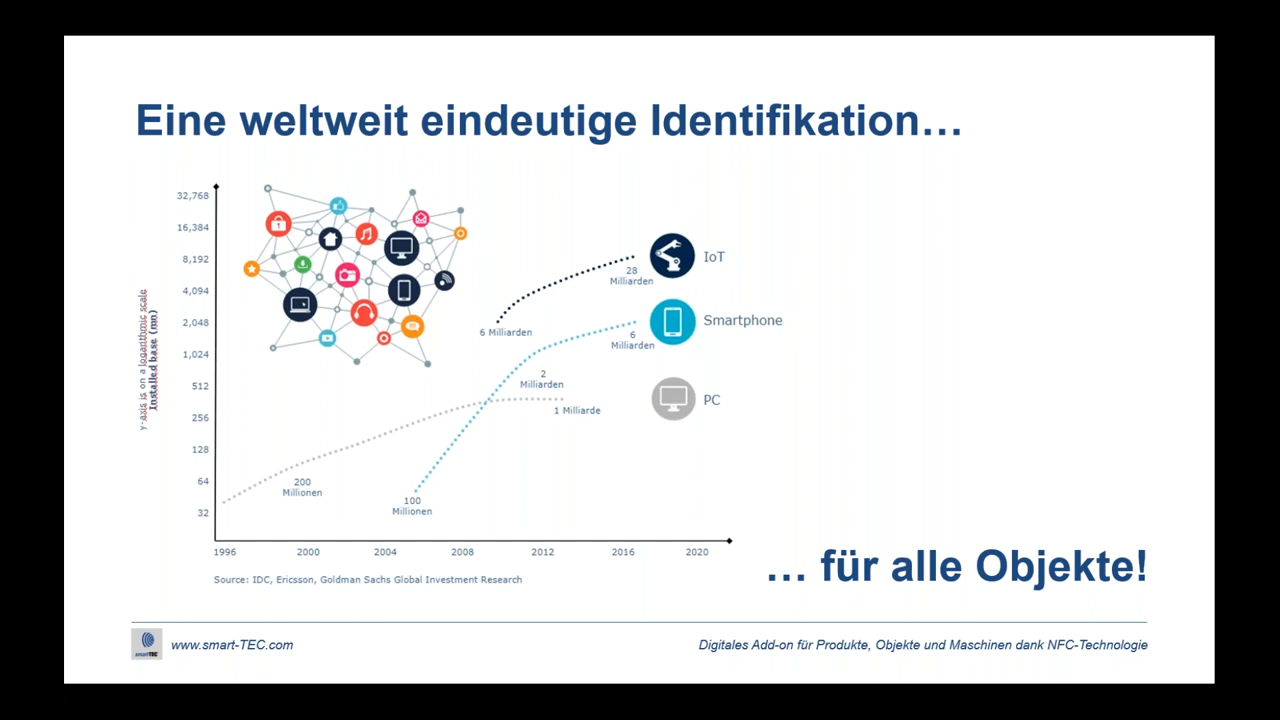 Eine weltweit eindeutige Identifikation...
32,768
16,384
8,192
4,094
2,048
1,024
512
256
128
64
32
y-axis is on a logarithmic scale
Installed base (mn)
IoT
28
Milliarden
6 Milliarden
Smartphone
6
Milliarden
2
Milliarden
PC
1 Milliarde
200
Millionen
100
Millionen
1996
2000
2004
2008
2012
2016
2020
Source: IDC, Ericsson, Goldman Sachs Global Investment Research
... für alle Objekte!
smartTEC
www.smart-TEC.com
Digitales Add-on für Produkte, Objekte und Maschinen dank NFC-Technologie